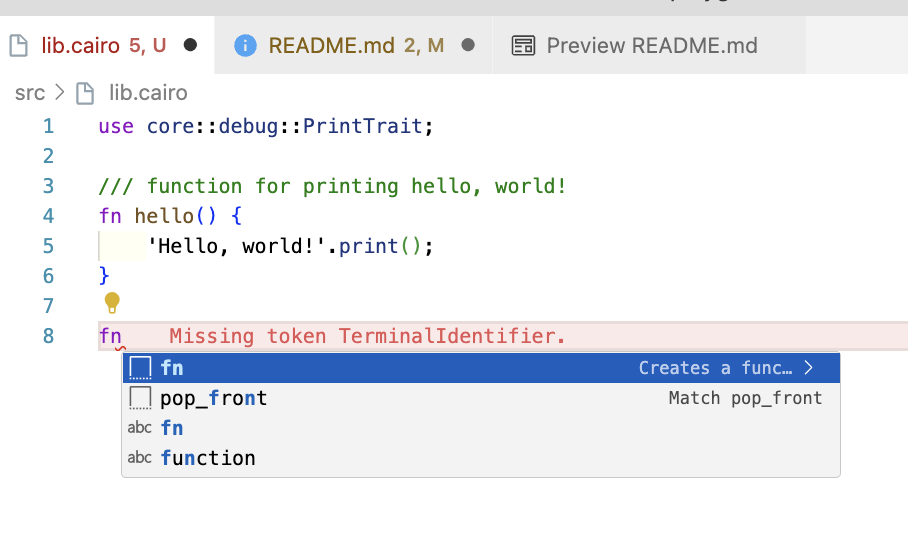 lib.cairo 5, U ● README.md 2, M ● Preview README.md
src > lib.cairo
1 use core::debug::PrintTrait;
2
3 /// function for printing hello, world!
4 fn hello() {
5 'Hello, world!'.print();
6 }
7
8 fn Missing token TerminalIdentifier.
fn Creates a func… >
pop_front Match pop_front
abc fn
abc function